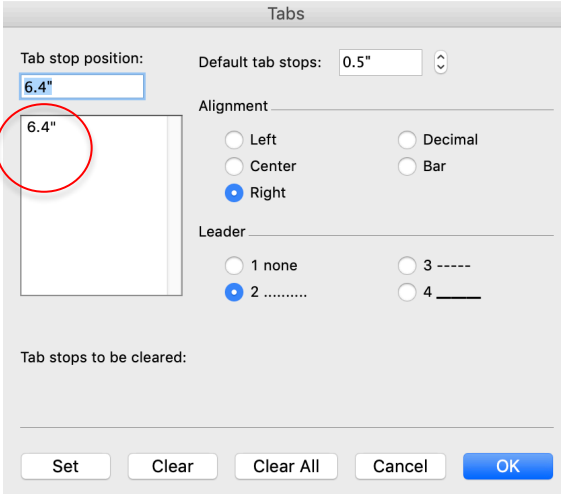 Tabs
Tab stop position:
6.4"
6.4"
Default tab stops: 0.5"
Alignment
Left
Decimal
Center
Bar
Right
Leader
1 none
3 -----
2 ..........
4 _____
Tab stops to be cleared:
Set
Clear
Clear All
Cancel
OK